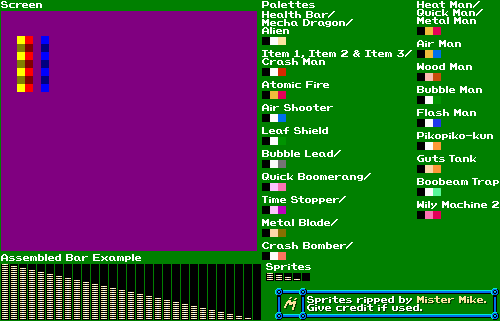 Screen
Assembled Bar Example
Palettes
Health Bar/
Mecha Dragon/
Alien
Item 1, Item 2 & Item 3/
Crash Man
Atomic Fire
Air Shooter
Leaf Shield
Bubble Lead/
Quick Boomerang/
Time Stopper/
Metal Blade/
Crash Bomber/
Heat Man/
Quick Man/
Metal Man
Air Man
Wood Man
Bubble Man
Flash Man
Pikopiko-kun
Guts Tank
Boobeam Trap
Wily Machine 2
Sprites
Sprites ripped by Mister Mike.
Give credit if used.